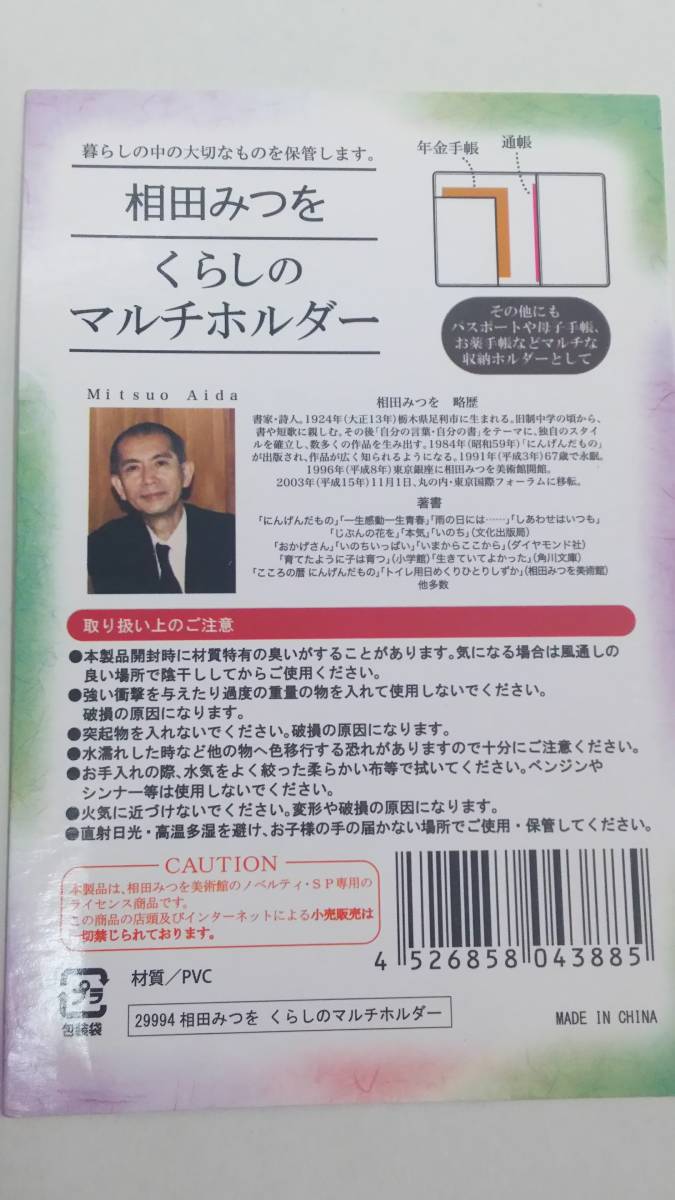 暮らしの中の大切なものを保管します。
相田みつを
くらしの
マルチホルダー
年金手帳
通帳
その他にも
パスポートや母子手帳、
お薬手帳などマルチな
収納ホルダーとして
Mitsuo Aida
相田みつを 略歴
書家・詩人。1924年(大正13年)栃木県足利市に生まれる。旧制中学の頃から、
書や短歌に親しむ。その後「自分の言葉・自分の書」をテーマに、独自のスタイ
ルを確立し、数多くの作品を生み出す。1984年(昭和59年)「にんげんだもの」
が出版され、作品が広く知られるようになる。1991年(平成3年)67歳で永眠。
1996年(平成8年)東京銀座に相田みつを美術館開館。
2003年(平成15年)11月1日、丸の内・東京国際フォーラムに移転。
著書
「にんげんだもの」「一生感動一生青春」「雨の日には……」「しあわせはいつも」
「じぶんの花を」「本気」「いのち」(文化出版局)
「おかげさん」「いのちいっぱい」「いまからここから」(ダイヤモンド社)
「育てたように子は育つ」(小学館)「生きていてよかった」(角川文庫)
「こころの暦 にんげんだもの」「トイレ用日めくりひとりしずか」(相田みつを美術館)
他多数
取り扱い上のご注意
●本製品開封時に材質特有の臭いがすることがあります。気になる場合は風通しの
良い場所で陰干ししてからご使用ください。
●強い衝撃を与えたり過度の重量の物を入れて使用しないでください。
破損の原因になります。
●突起物を入れないでください。破損の原因になります。
●水濡れした時など他の物へ色移行する恐れがありますので十分にご注意ください。
●お手入れの際、水気をよく絞った柔らかい布等で拭いてください。ベンジンや
シンナー等は使用しないでください。
●火気に近づけないでください。変形や破損の原因になります。
●直射日光・高温多湿を避け、お子様の手の届かない場所でご使用・保管してください。
CAUTION
本製品は、相田みつを美術館のノベルティ・SP専用の
ライセンス商品です。
この商品の店頭及びインターネットによる小売販売は
一切禁じられております。
4 526858 043885
プラ
包装袋
材質／PVC
29994 相田みつを くらしのマルチホルダー
MADE IN CHINA